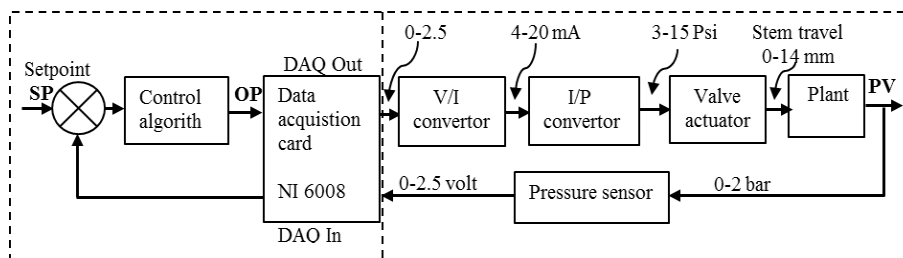 0-2.5
4-20 mA
3-15 Psi
Stem travel
0-14 mm
Setpoint
SP
DAQ Out
OP
PV
Control
algorith
Data
acquistion
card
NI 6008
V/I
convertor
I/P
convertor
Valve
actuator
Plant
0-2.5 volt
Pressure sensor
0-2 bar
DAQ In